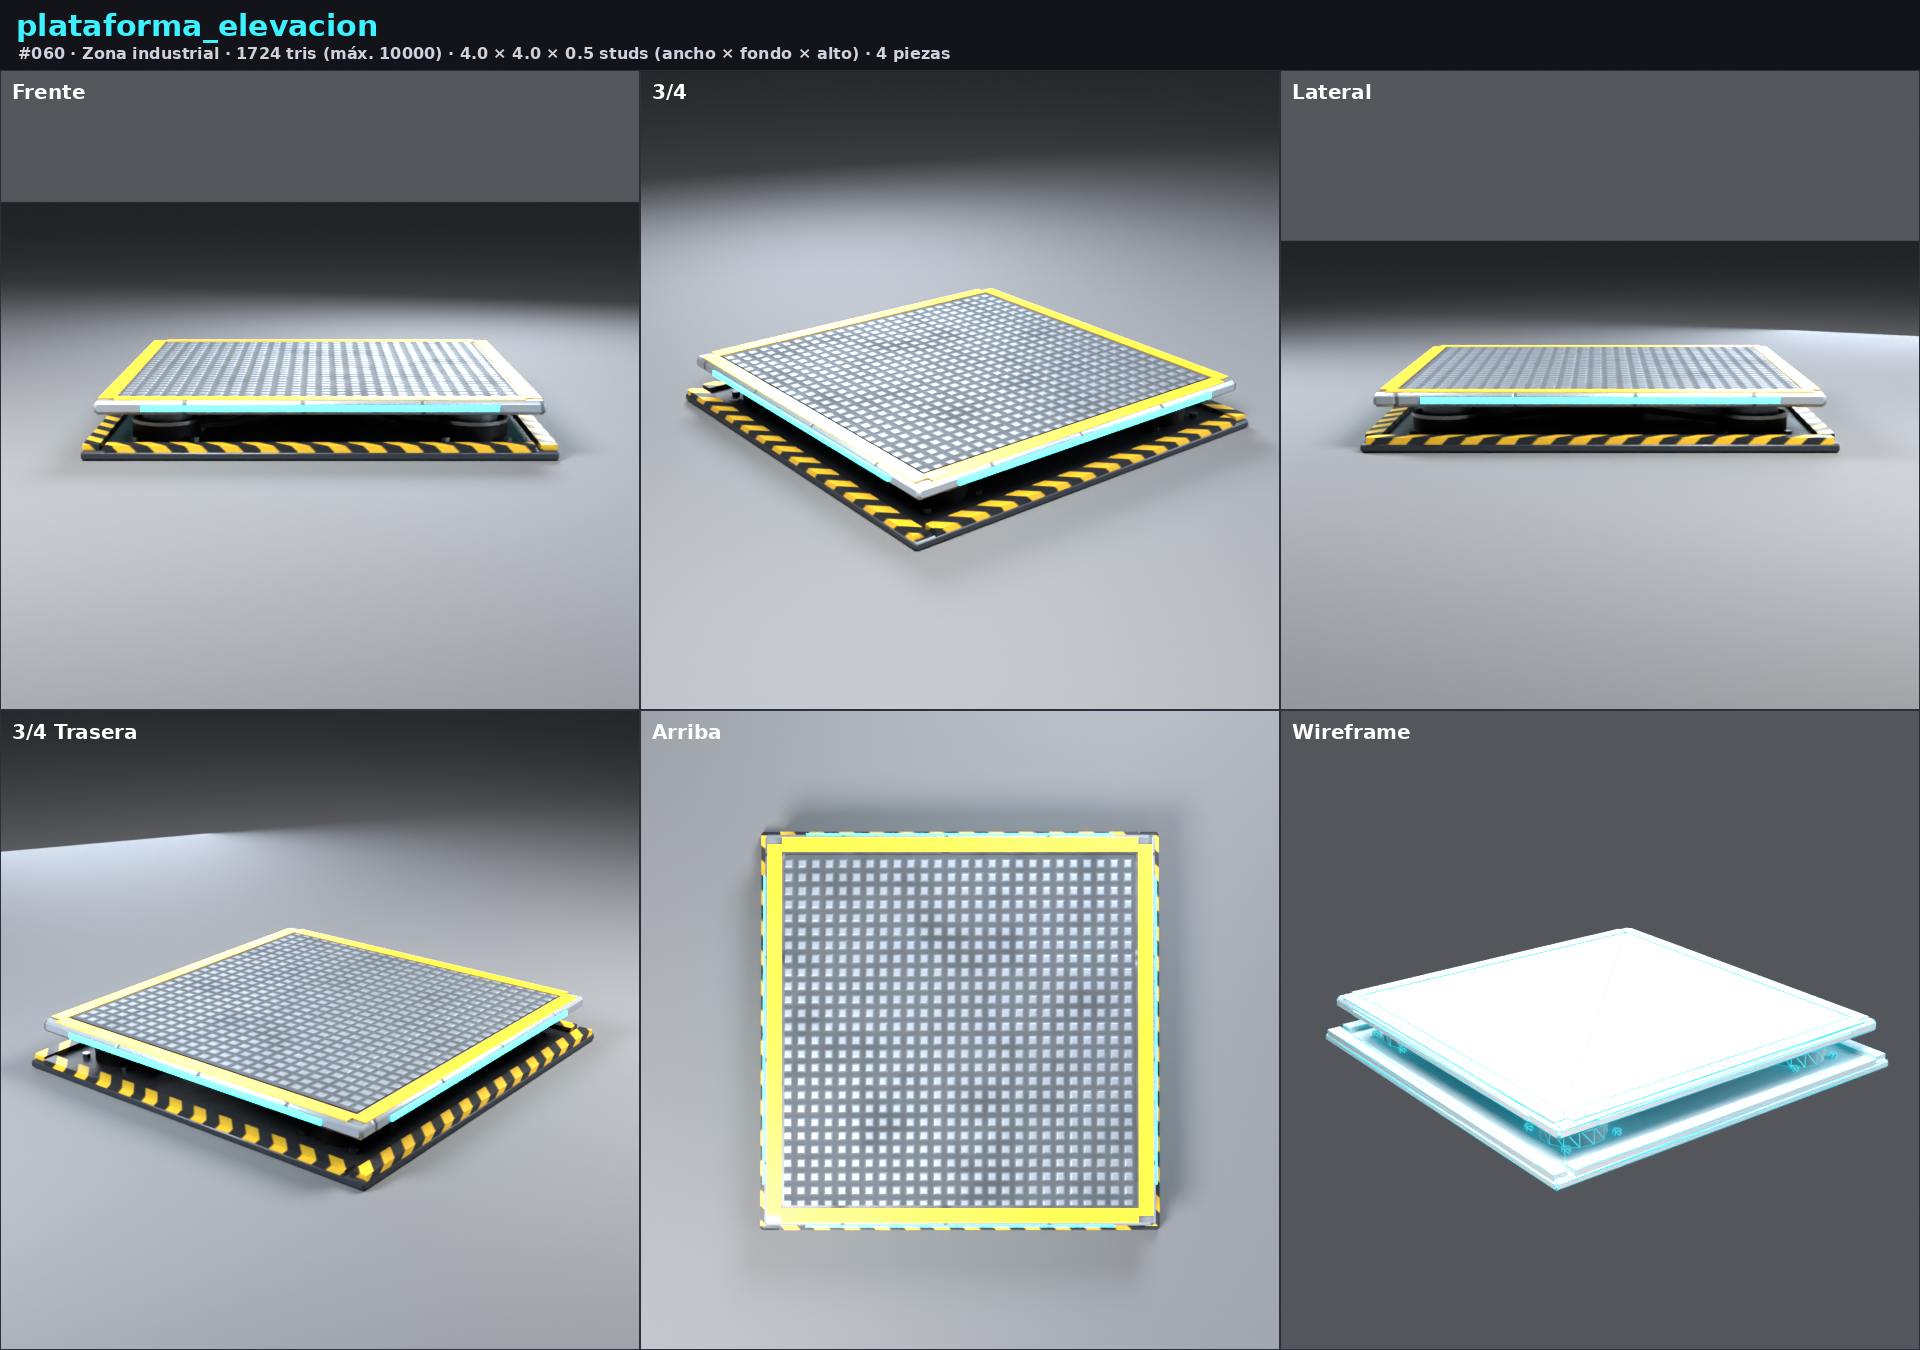 plataforma_elevacion
#060 · Zona industrial · 1724 tris (máx. 10000) · 4.0 × 4.0 × 0.5 studs (ancho × fondo × alto) · 4 piezas
Frente
3/4
Lateral
3/4 Trasera
Arriba
Wireframe